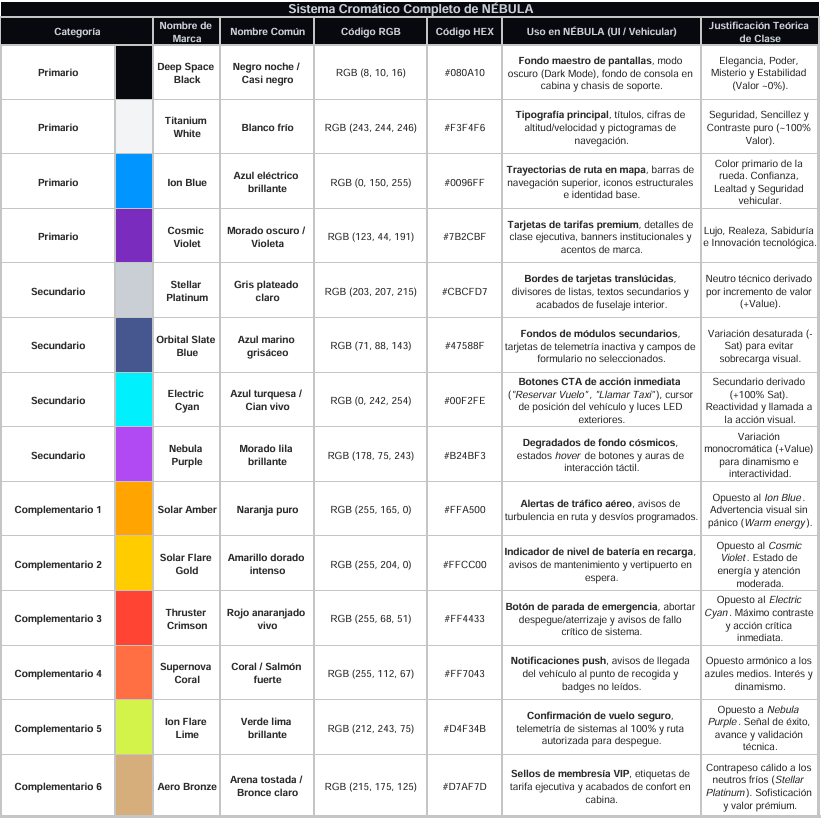 Sistema Cromático Completo de NÉBULA
Categoría
Nombre de
Marca
Nombre Común
Código RGB
Código HEX
Uso en NÉBULA (UI / Vehicular)
Justificación Teórica
de Clase
Primario
Deep Space
Black
Negro noche /
Casi negro
RGB (8, 10, 16)
#080A10
Fondo maestro de pantallas, modo
oscuro (Dark Mode), fondo de consola en
cabina y chasis de soporte.
Elegancia, Poder,
Misterio y Estabilidad
(Valor ~0%).
Primario
Titanium
White
Blanco frío
RGB (243, 244, 246)
#F3F4F6
Tipografía principal, títulos, cifras de
altitud/velocidad y pictogramas de
navegación.
Seguridad, Sencillez y
Contraste puro (~100%
Valor).
Primario
Ion Blue
Azul eléctrico
brillante
RGB (0, 150, 255)
#0096FF
Trayectorias de ruta en mapa, barras de
navegación superior, iconos estructurales
e identidad base.
Color primario de la
rueda. Confianza,
Lealtad y Seguridad
vehicular.
Primario
Cosmic
Violet
Morado oscuro /
Violeta
RGB (123, 44, 191)
#7B2CBF
Tarjetas de tarifas premium, detalles de
clase ejecutiva, banners institucionales y
acentos de marca.
Lujo, Realeza, Sabiduría
e Innovación tecnológica.
Secundario
Stellar
Platinum
Gris plateado
claro
RGB (203, 207, 215)
#CBCFD7
Bordes de tarjetas translúcidas,
divisores de listas, textos secundarios y
acabados de fuselaje interior.
Neutro técnico derivado
por incremento de valor
(+Value).
Secundario
Orbital Slate
Blue
Azul marino
grisáceo
RGB (71, 88, 143)
#47588F
Fondos de módulos secundarios,
tarjetas de telemetría inactiva y campos de
formulario no seleccionados.
Variación desaturada (-
Sat) para evitar
sobrecarga visual.
Secundario
Electric
Cyan
Azul turquesa /
Cian vivo
RGB (0, 242, 254)
#00F2FE
Botones CTA de acción inmediata
("Reservar Vuelo", "Llamar Taxi"), cursor
de posición del vehículo y luces LED
exteriores.
Secundario derivado
(+100% Sat).
Reactividad y llamada a
la acción visual.
Secundario
Nebula
Purple
Morado lila
brillante
RGB (178, 75, 243)
#B24BF3
Degradados de fondo cósmicos,
estados hover de botones y auras de
interacción táctil.
Variación
monocromática (+Value)
para dinamismo e
interactividad.
Complementario 1
Solar Amber
Naranja puro
RGB (255, 165, 0)
#FFA500
Alertas de tráfico aéreo, avisos de
turbulencia en ruta y desvíos programados.
Opuesto al Ion Blue.
Advertencia visual sin
pánico (Warm energy).
Complementario 2
Solar Flare
Gold
Amarillo dorado
intenso
RGB (255, 204, 0)
#FFCC00
Indicador de nivel de batería en recarga,
avisos de mantenimiento y vertipuerto en
espera.
Opuesto al Cosmic
Violet. Estado de
energía y atención
moderada.
Complementario 3
Thruster
Crimson
Rojo anaranjado
vivo
RGB (255, 68, 51)
#FF4433
Botón de parada de emergencia, abortar
despegue/aterrizaje y avisos de fallo
crítico de sistema.
Opuesto al Electric
Cyan. Máximo contraste
y acción crítica
inmediata.
Complementario 4
Supernova
Coral
Coral / Salmón
fuerte
RGB (255, 112, 67)
#FF7043
Notificaciones push, avisos de llegada
del vehículo al punto de recogida y
badges no leídos.
Opuesto armónico a los
azules medios. Interés y
dinamismo.
Complementario 5
Ion Flare
Lime
Verde lima
brillante
RGB (212, 243, 75)
#D4F34B
Confirmación de vuelo seguro,
telemetría de sistemas al 100% y ruta
autorizada para despegue.
Opuesto a Nebula
Purple. Señal de éxito,
avance y validación
técnica.
Complementario 6
Aero Bronze
Arena tostada /
Bronce claro
RGB (215, 175, 125)
#D7AF7D
Sellos de membresía VIP, etiquetas de
tarifa ejecutiva y acabados de confort en
cabina.
Contrapeso cálido a los
neutros fríos (Stellar
Platinum). Sofisticación
y valor prémium.